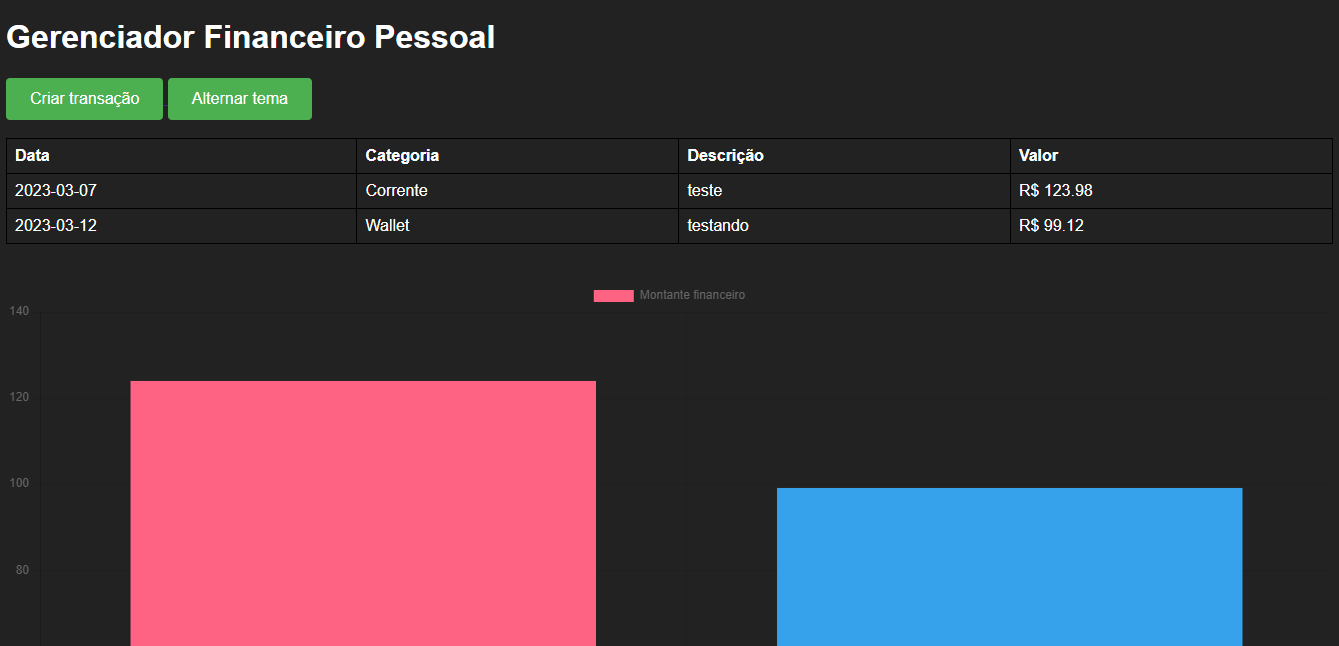 Gerenciador Financeiro Pessoal
Criar transação Alternar tema
Data Categoria Descrição Valor
2023-03-07 Corrente teste R$ 123.98
2023-03-12 Wallet testando R$ 99.12
Montante financeiro
140
120
100
80